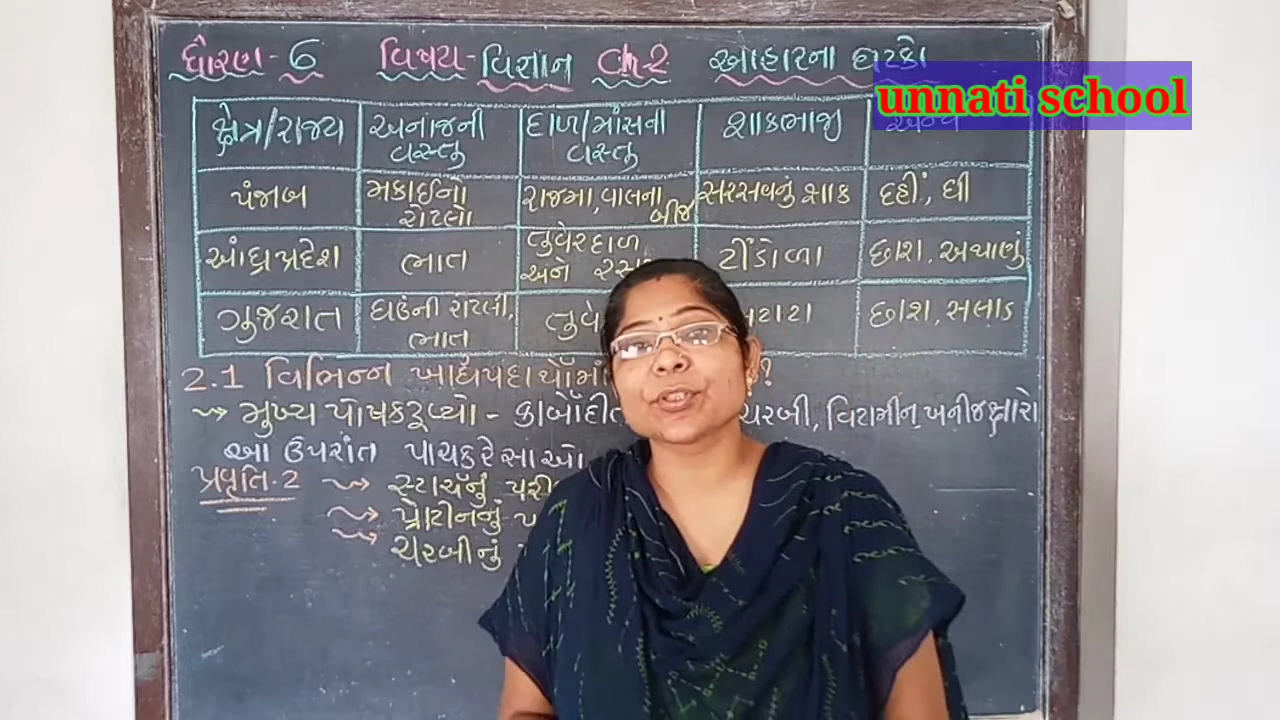 ધોરણ-6 વિષય-વિજ્ઞાન Ch-2 આહારના ઘટકો
unnati school
ક્ષેત્ર/રાજ્ય અનાજની વસ્તુ દાળ/માંસની વસ્તુ શાકભાજી
પંજાબ મકાઈનો રોટલો રાજમા, વાલના બીજ સરસવનું શાક દહીં, ઘી
આંધ્રપ્રદેશ ભાત તુવેરદાળ અને ટીંડોળા છાશ, અથાણું
ગુજરાત ઘઉંની રોટલી, ભાત છાશ, સલાડ
2.1 વિભિન્ન ખાદ્યપદાર્થોમાં
→ મુખ્ય પોષકદ્રવ્યો - ચરબી, વિટામીન, ખનીજક્ષારો
આ ઉપરાંત પાચકરેસાઓ
પ્રવૃતિ-2 → સ્ટાર્ચનું
→ પ્રોટીનનું
→ ચરબીનું